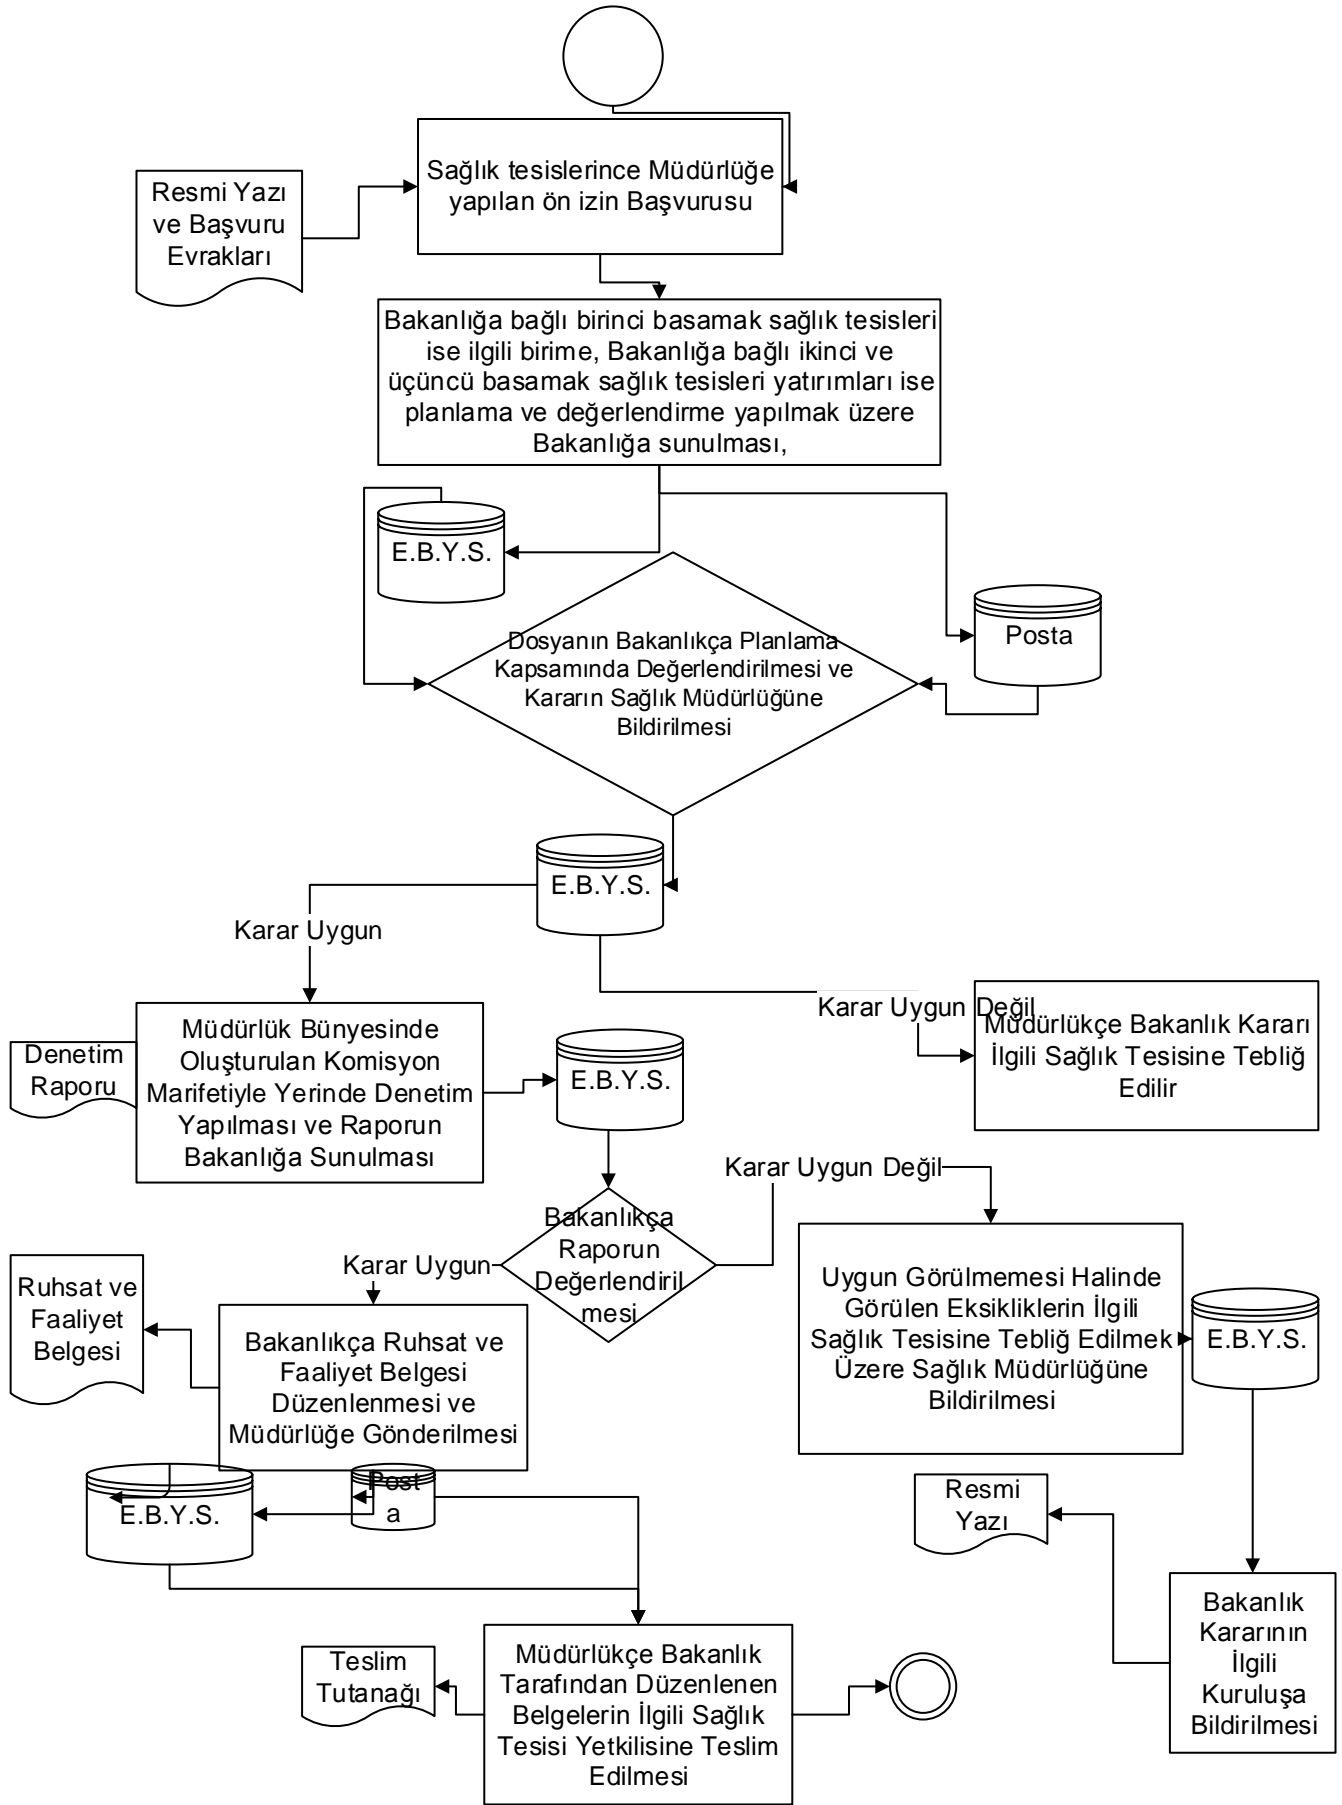 Sağlık tesislerince Müdürlüğe
yapılan ön izin Başvurusu
Resmi Yazı
ve Başvuru
Evrakları
Bakanlığa bağlı birinci basamak sağlık tesisleri
ise ilgili birime, Bakanlığa bağlı ikinci ve
üçüncü basamak sağlık tesisleri yatırımları ise
planlama ve değerlendirme yapılmak üzere
Bakanlığa sunulması,
E.B.Y.S.
Posta
Dosyanın Bakanlıkça Planlama
Kapsamında Değerlendirilmesi ve
Kararın Sağlık Müdürlüğüne
Bildirilmesi
E.B.Y.S.
Karar Uygun
Karar Uygun Değil
Müdürlükçe Bakanlık Kararı
İlgili Sağlık Tesisine Tebliğ
Edilir
Müdürlük Bünyesinde
Oluşturulan Komisyon
Marifetiyle Yerinde Denetim
Yapılması ve Raporun
Bakanlığa Sunulması
Denetim
Raporu
E.B.Y.S.
Karar Uygun Değil
Bakanlıkça
Raporun
Değerlendiril
mesi
Karar Uygun
Ruhsat ve
Faaliyet
Belgesi
Bakanlıkça Ruhsat ve
Faaliyet Belgesi
Düzenlenmesi ve
Müdürlüğe Gönderilmesi
Uygun Görülmemesi Halinde
Görülen Eksikliklerin İlgili
Sağlık Tesisine Tebliğ Edilmek
Üzere Sağlık Müdürlüğüne
Bildirilmesi
E.B.Y.S.
E.B.Y.S.
Post
a
Resmi
Yazı
Bakanlık
Kararının
İlgili
Kuruluşa
Bildirilmesi
Teslim
Tutanağı
Müdürlükçe Bakanlık
Tarafından Düzenlenen
Belgelerin İlgili Sağlık
Tesisi Yetkilisine Teslim
Edilmesi